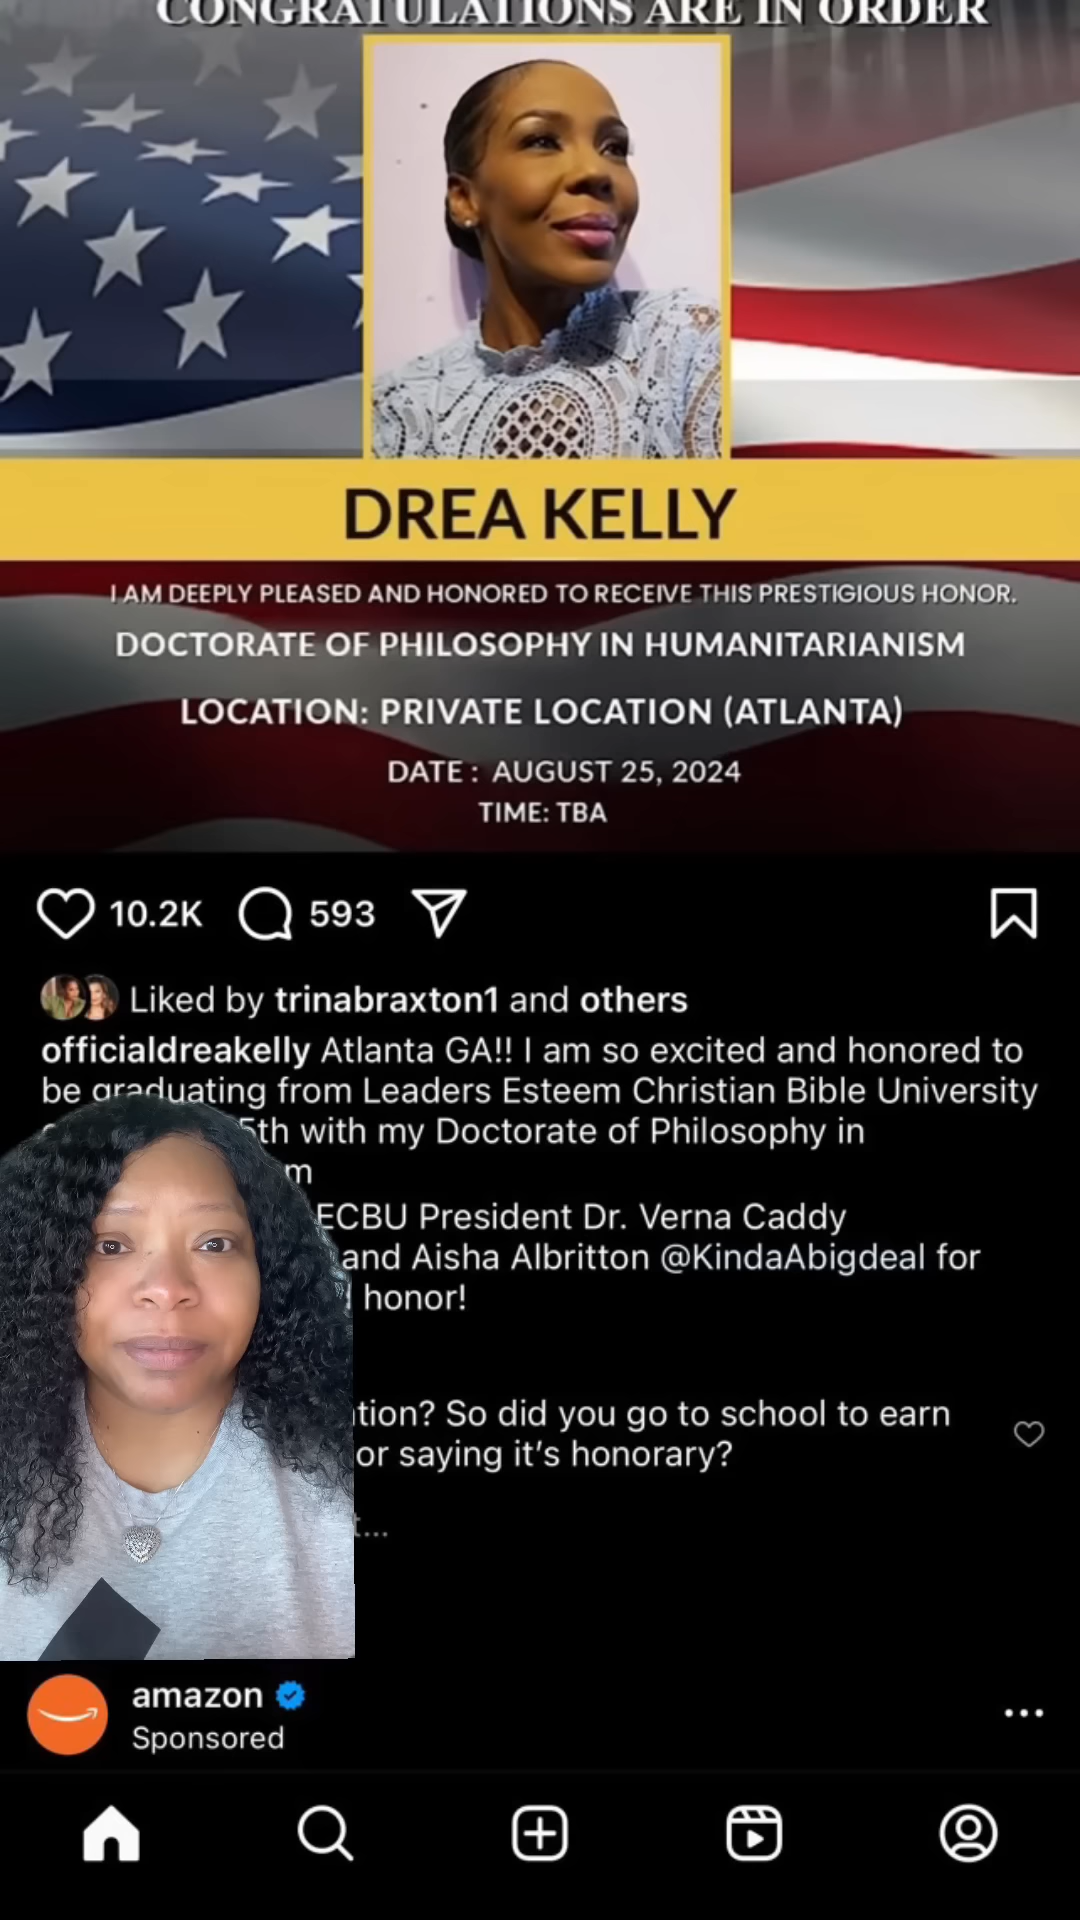 CONGRATULATIONS ARE IN ORDER
DREA KELLY
I AM DEEPLY PLEASED AND HONORED TO RECEIVE THIS PRESTIGIOUS HONOR.
DOCTORATE OF PHILOSOPHY IN HUMANITARIANISM
LOCATION: PRIVATE LOCATION (ATLANTA)
DATE : AUGUST 25, 2024
TIME: TBA
10.2K 593
Liked by trinabraxton1 and others
officialdreakelly Atlanta GA!! I am so excited and honored to
be graduating from Leaders Esteem Christian Bible University
5th with my Doctorate of Philosophy in
m
ECBU President Dr. Verna Caddy
and Aisha Albritton @KindaAbigdeal for
honor!
tion? So did you go to school to earn
or saying it's honorary?
t...
amazon
Sponsored